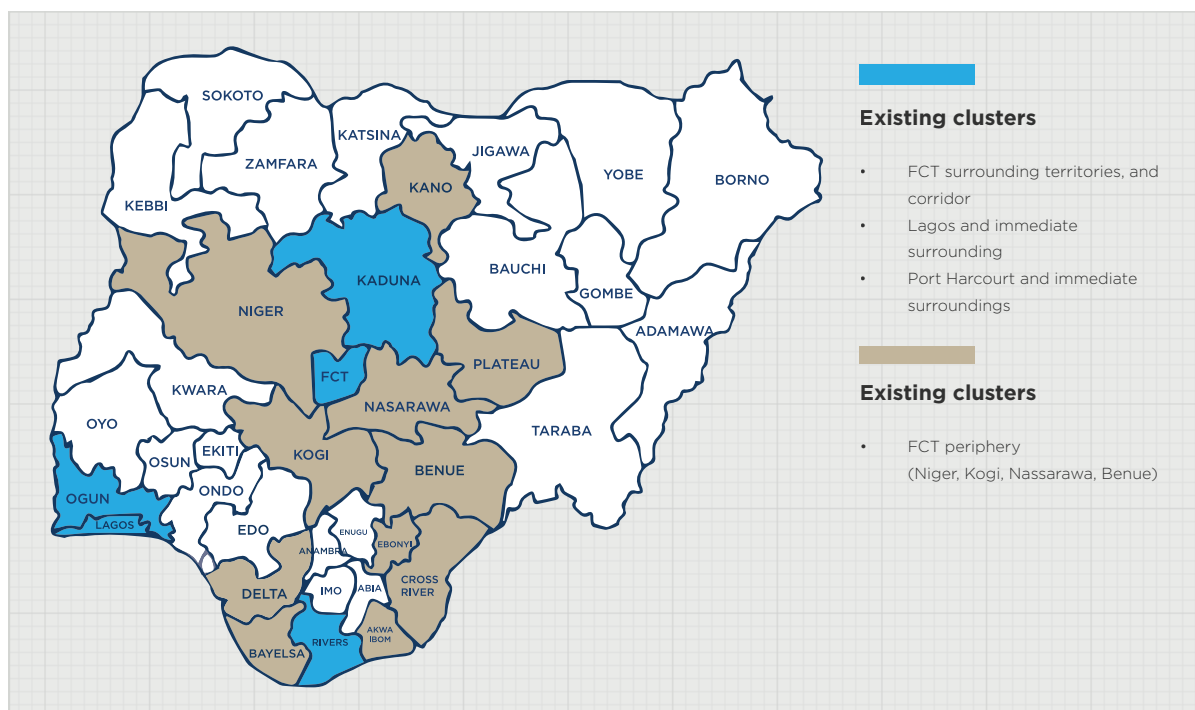 SOKOTO
KATSINA
JIGAWA
ZAMFARA
YOBE
BORNO
KANO
KEBBI
BAUCHI
KADUNA
GOMBE
NIGER
ADAMAWA
PLATEAU
FCT
KWARA
NASARAWA
OYO
TARABA
EKITI
KOGI
OSUN
BENUE
ONDO
OGUN
LAGOS
EDO
ENUGU
EBONYI
ANAMBRA
CROSS
RIVER
IMO
ABIA
DELTA
AKWA
IBOM
RIVERS
BAYELSA
Existing clusters
• FCT surrounding territories, and
corridor
• Lagos and immediate
surrounding
• Port Harcourt and immediate
surroundings
Existing clusters
• FCT periphery
(Niger, Kogi, Nassarawa, Benue)